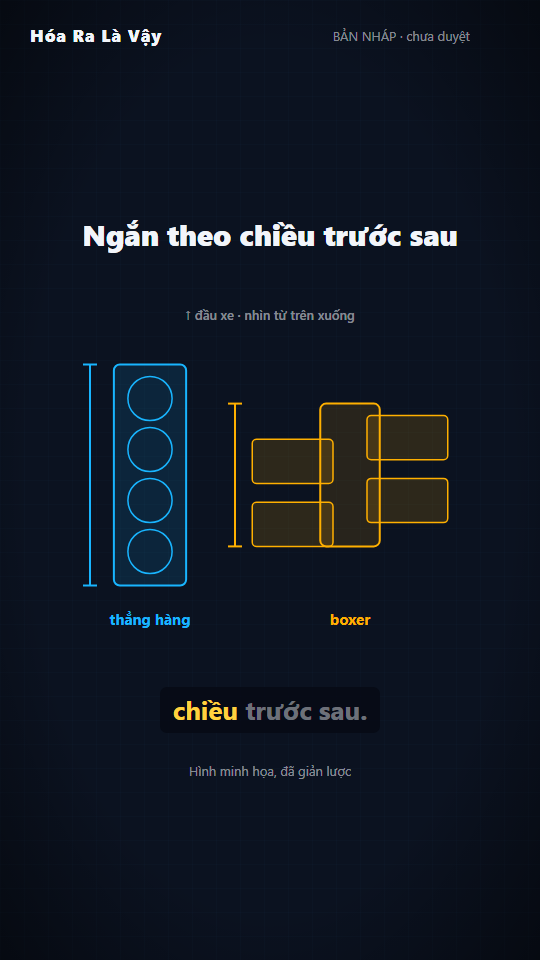 Hóa Ra Là Vậy
BẢN NHÁP · chưa duyệt
Ngắn theo chiều trước sau
↑ đầu xe · nhìn từ trên xuống
thẳng hàng
boxer
chiều trước sau.
Hình minh họa, đã giản lược